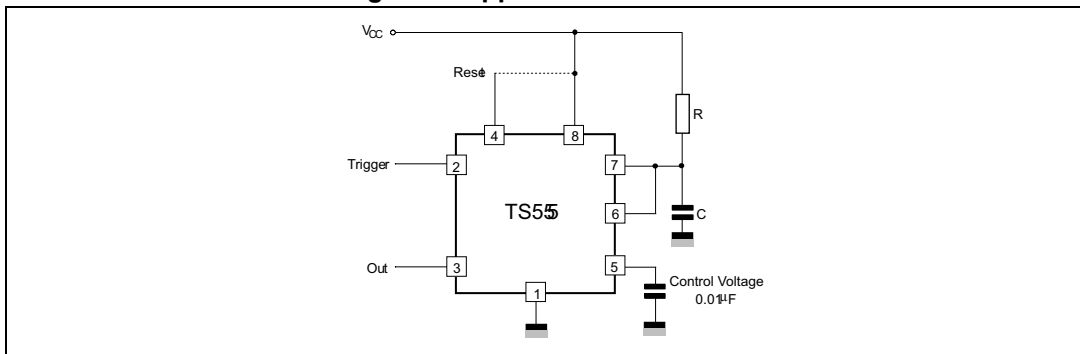 VCC
Reset
R
4
8
Trigger
2
7
TS555
6
C
Out
3
5
Control Voltage
0.01µF
1